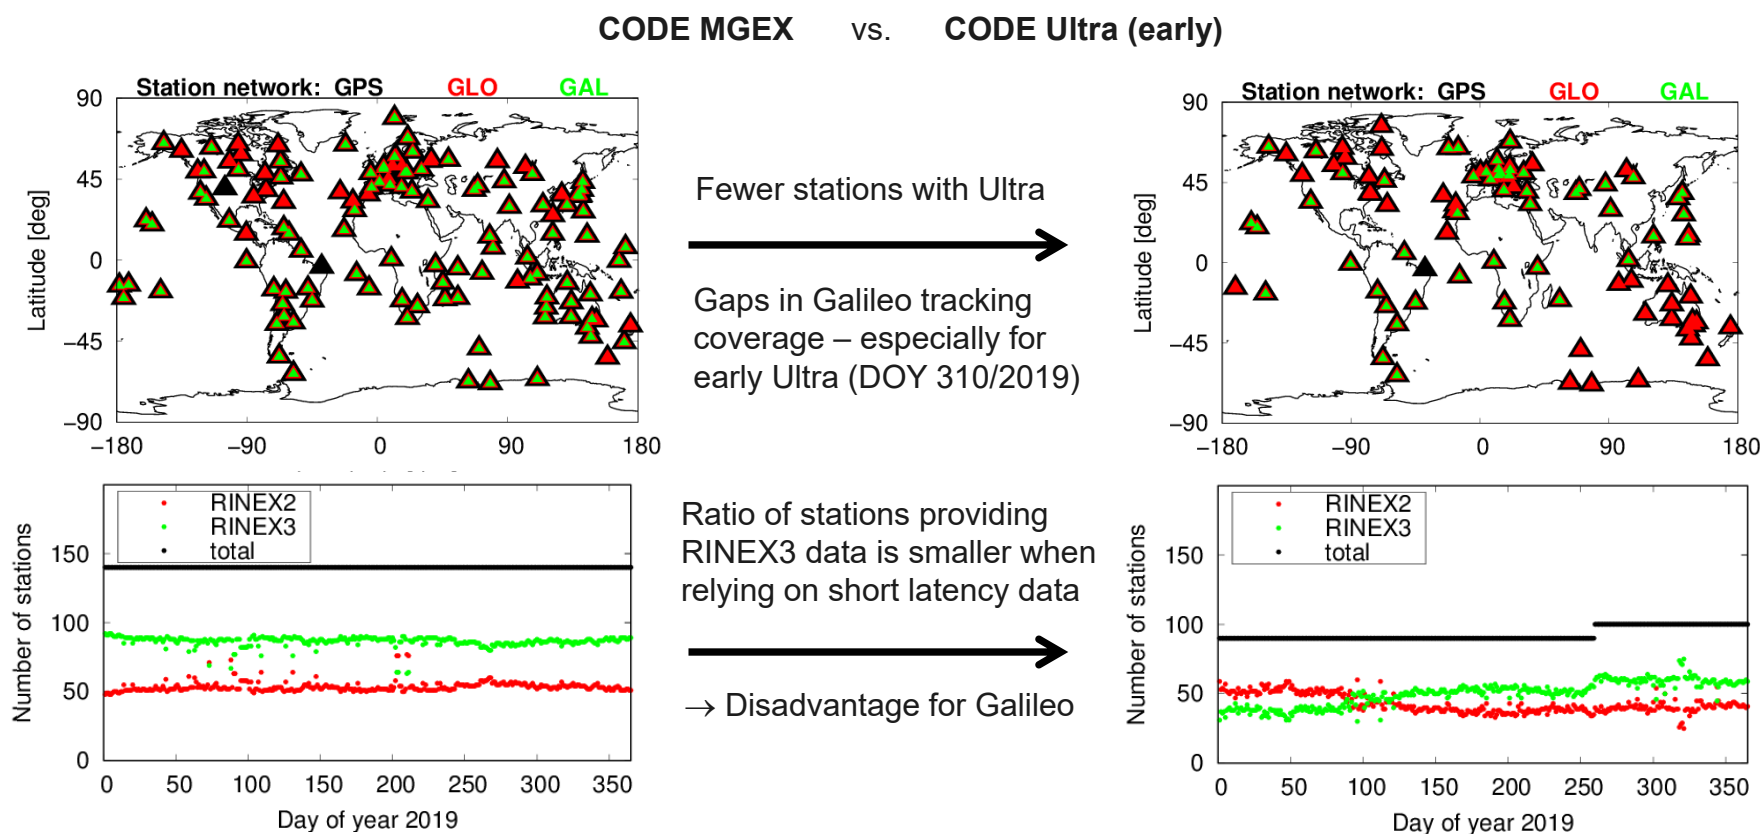 CODE MGEX vs. CODE Ultra (early)
Station network: GPS GLO GAL
90
45
0
−45
−90
Latitude [deg]
−180 −90 0 90 180
Fewer stations with Ultra
Gaps in Galileo tracking
coverage – especially for
early Ultra (DOY 310/2019)
Station network: GPS GLO GAL
90
45
0
−45
−90
Latitude [deg]
−180 −90 0 90 180
RINEX2
RINEX3
total
150
100
50
0
Number of stations
0 50 100 150 200 250 300 350
Day of year 2019
Ratio of stations providing
RINEX3 data is smaller when
relying on short latency data
→ Disadvantage for Galileo
RINEX2
RINEX3
total
150
100
50
0
Number of stations
0 50 100 150 200 250 300 350
Day of year 2019